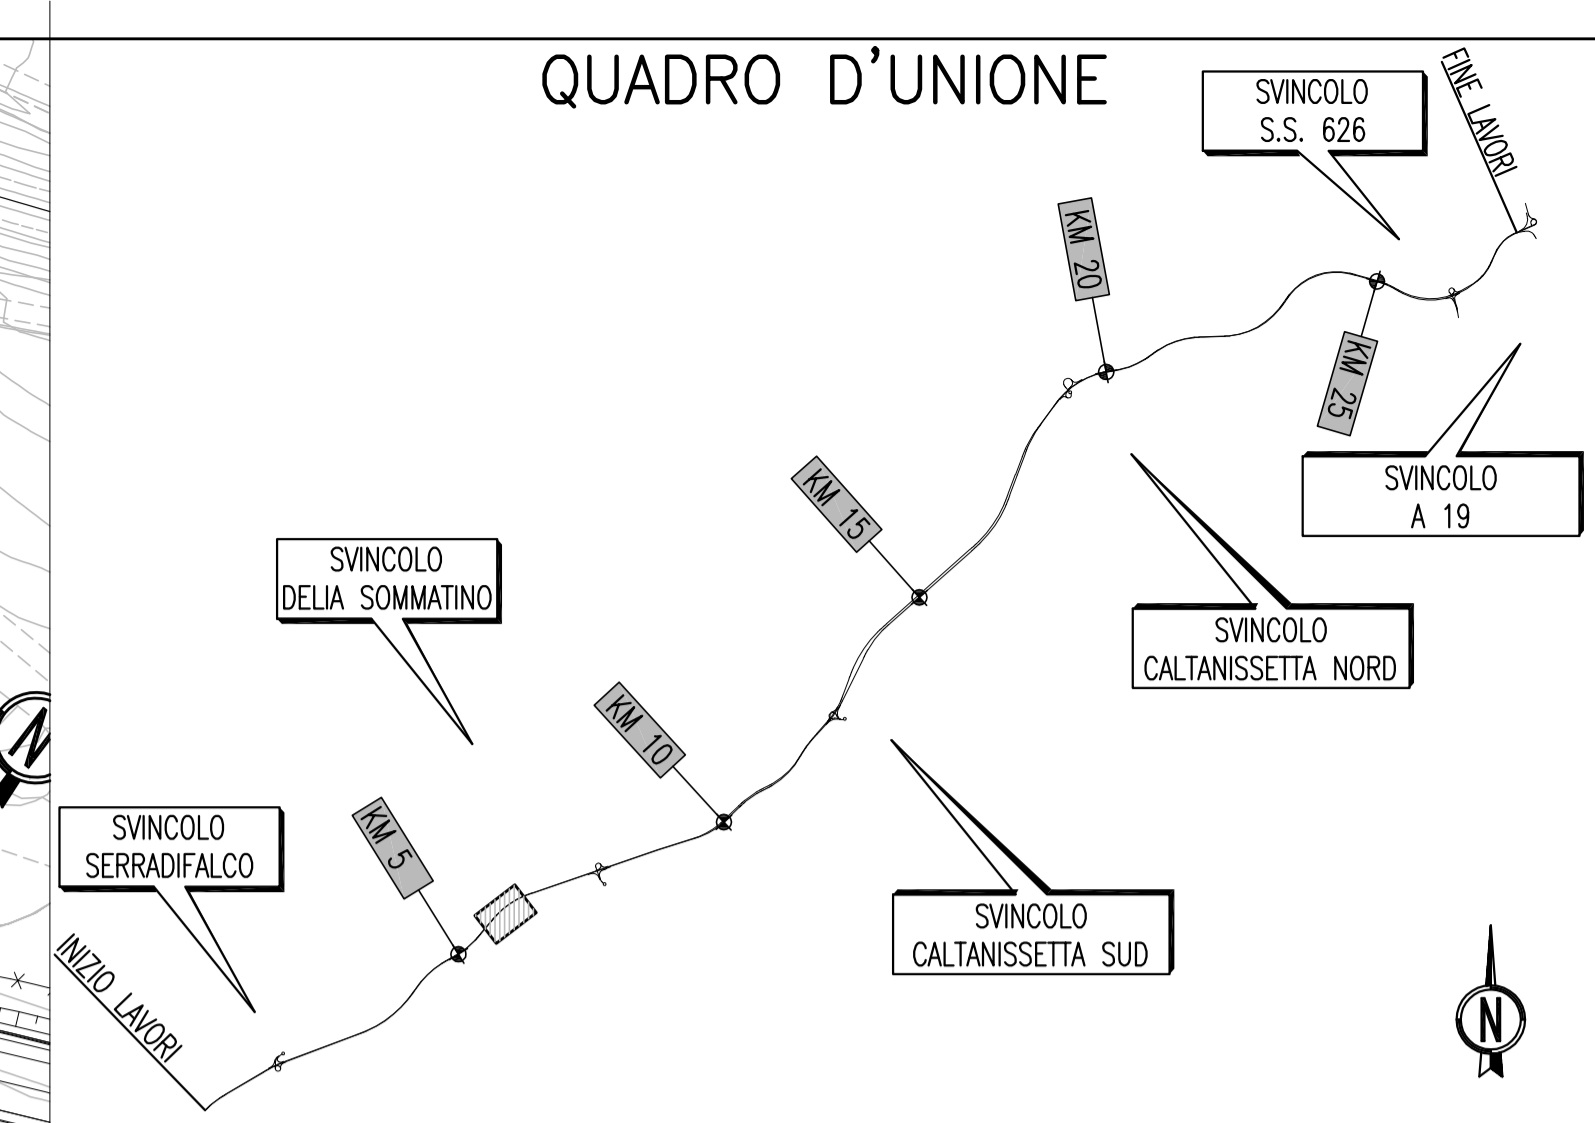 QUADRO D'UNIONE
SVINCOLO
S.S. 626
FINE LAVORI
KM 20
KM 25
SVINCOLO
A 19
KM 15
SVINCOLO
DELIA SOMMATINO
SVINCOLO
CALTANISSETTA NORD
KM 10
N
KM 5
SVINCOLO
SERRADIFALCO
SVINCOLO
CALTANISSETTA SUD
INIZIO LAVORI
N